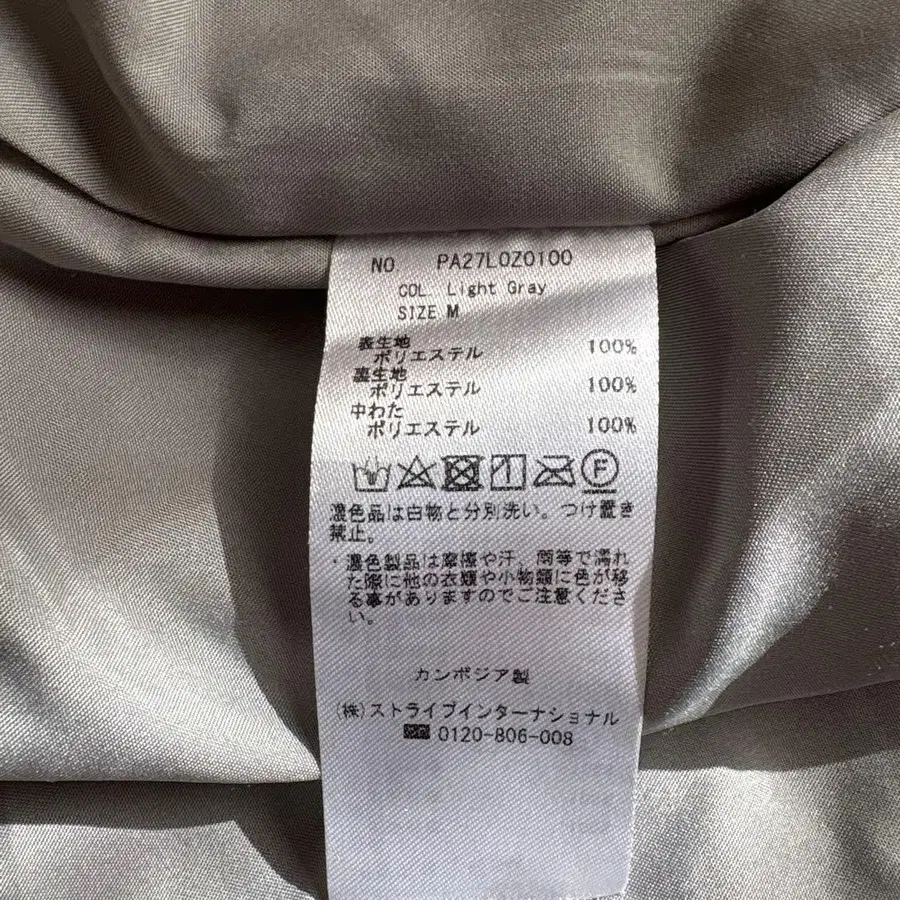 NO. PA27L0Z0100
COL. Light Gray
SIZE M
表生地
ポリエステル 100%
裏生地
ポリエステル 100%
中わた
ポリエステル 100%
F
濃色品は白物と分別洗い。つけ置き
禁止。
・濃色製品は摩擦や汗、雨等で濡れ
た際に他の衣類や小物類に色が移
る事がありますのでご注意くださ
い。
カンボジア製
(株)ストライプインターナショナル
0120-806-008